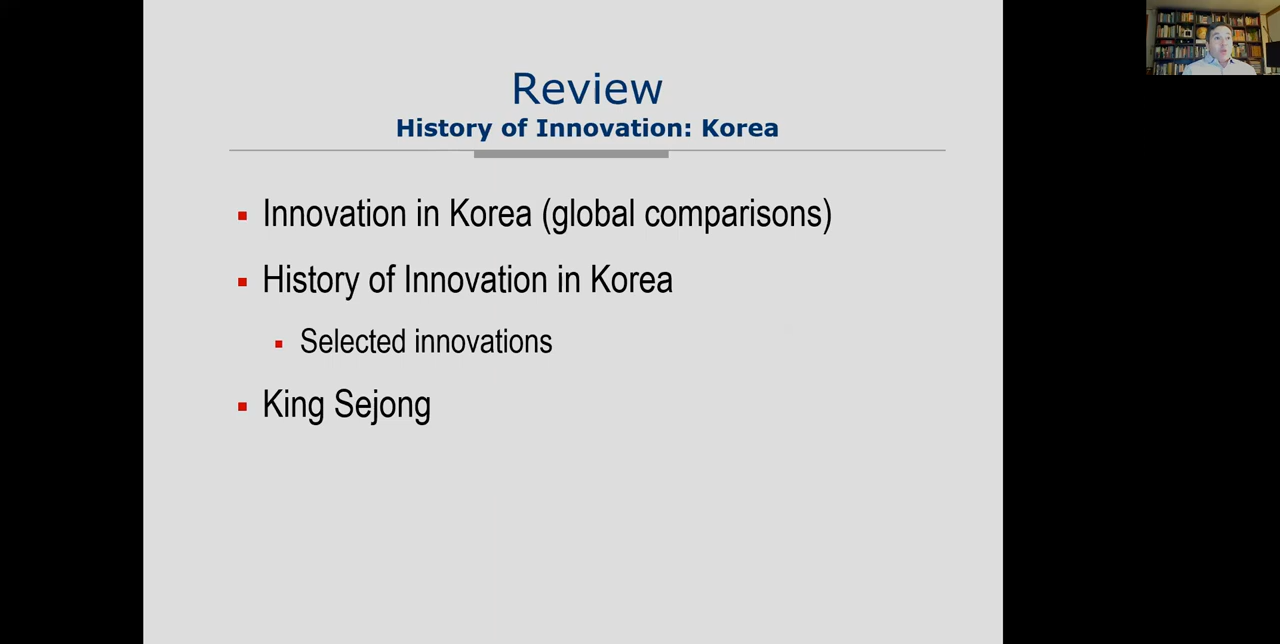 Review
History of Innovation: Korea
Innovation in Korea (global comparisons)
History of Innovation in Korea
Selected innovations
King Sejong